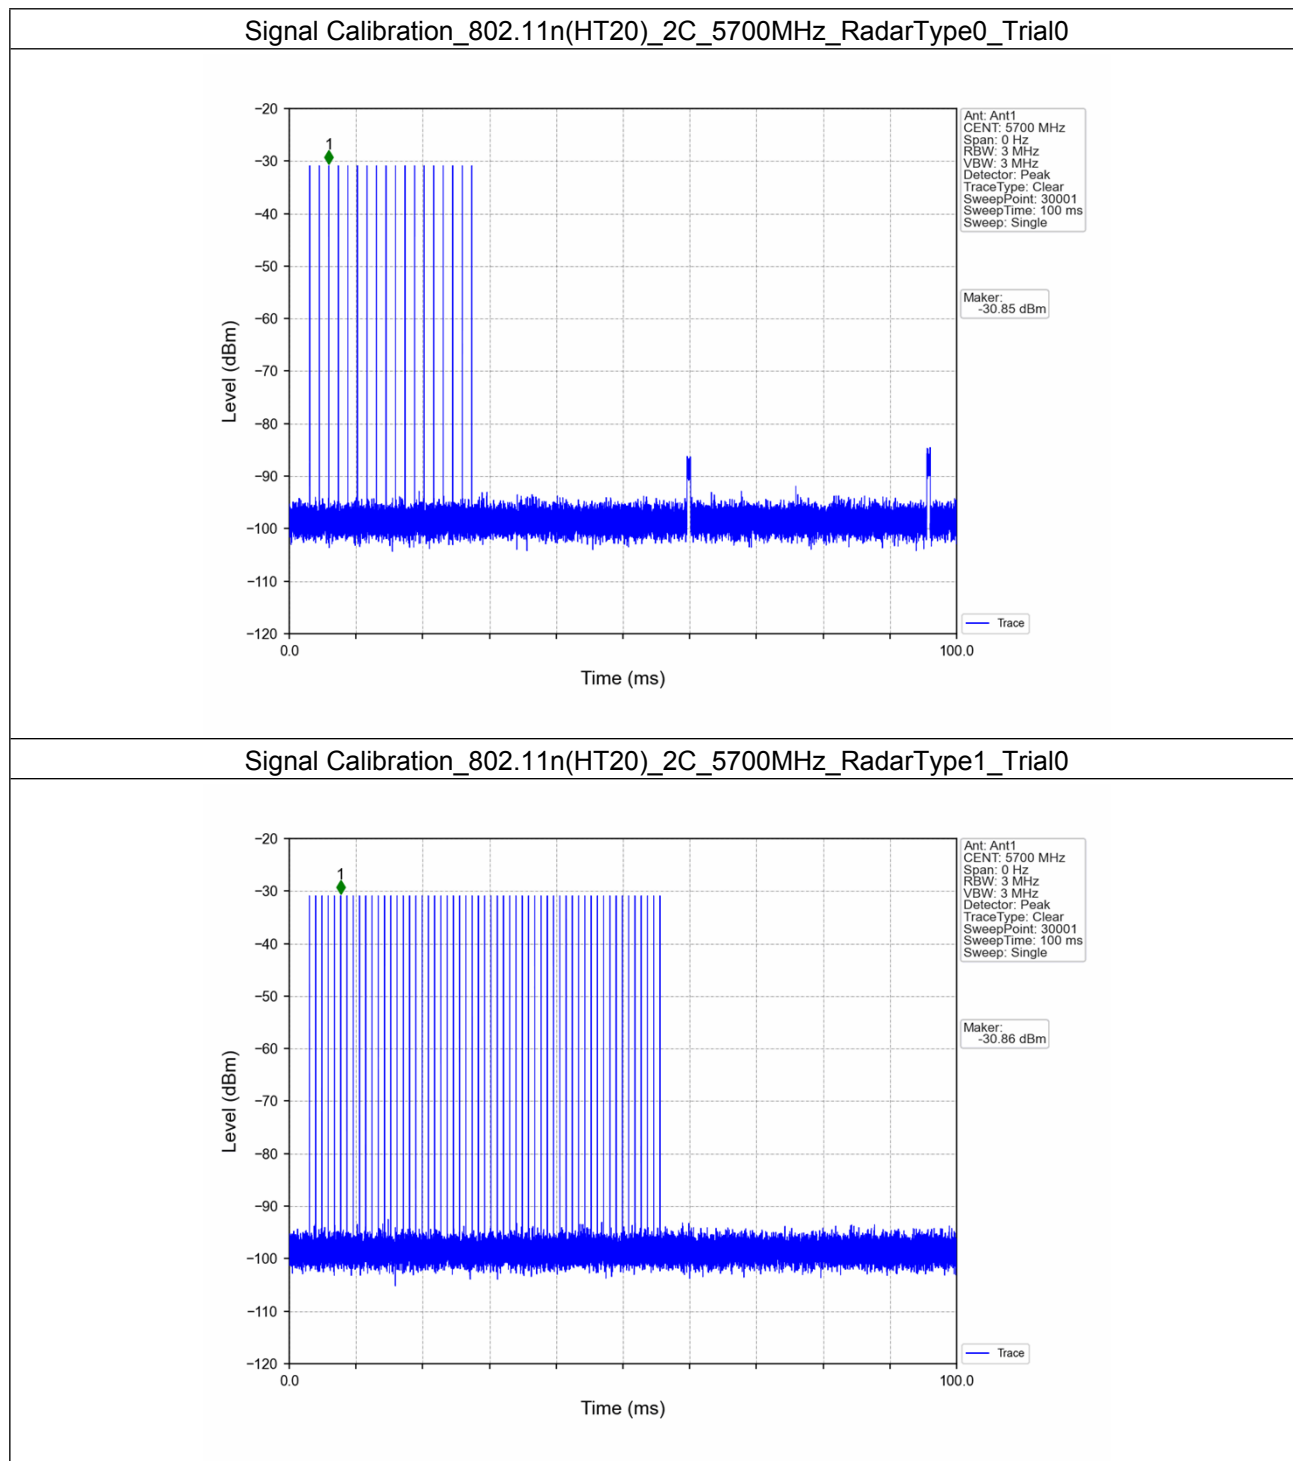 Signal Calibration_802.11n(HT20)_2C_5700MHz_RadarType0_Trial0
−20
−30
−40
−50
−60
−70
−80
−90
−100
−110
−120
Level (dBm)
1
0.0
100.0
Time (ms)
Ant: Ant1
CENT: 5700 MHz
Span: 0 Hz
RBW: 3 MHz
VBW: 3 MHz
Detector: Peak
TraceType: Clear
SweepPoint: 30001
SweepTime: 100 ms
Sweep: Single
Maker:
-30.85 dBm
Trace
Signal Calibration_802.11n(HT20)_2C_5700MHz_RadarType1_Trial0
−20
−30
−40
−50
−60
−70
−80
−90
−100
−110
−120
Level (dBm)
1
0.0
100.0
Time (ms)
Ant: Ant1
CENT: 5700 MHz
Span: 0 Hz
RBW: 3 MHz
VBW: 3 MHz
Detector: Peak
TraceType: Clear
SweepPoint: 30001
SweepTime: 100 ms
Sweep: Single
Maker:
-30.86 dBm
Trace